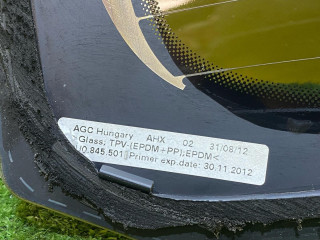 AGC Hungary AHX 02 31/08/12
Glass; TPV-(EPDM+PP),EPDM<
.845.501 Primer exp.date: 30.11.2012